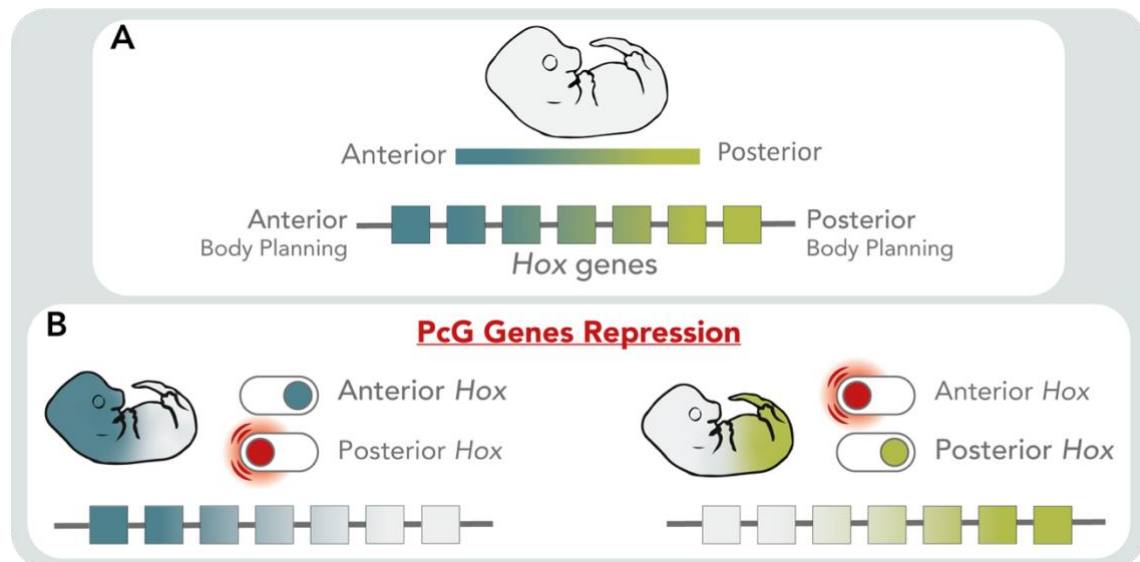 A
Anterior
Posterior
Anterior
Body Planning
Hox genes
Posterior
Body Planning
B
PcG Genes Repression
Anterior Hox
Posterior Hox
Anterior Hox
Posterior Hox